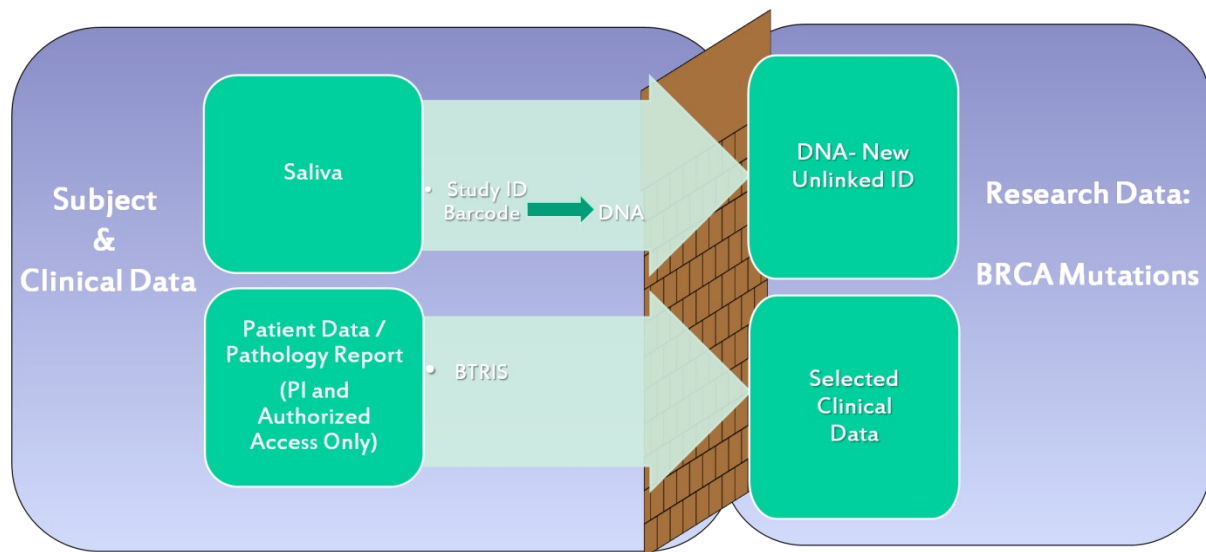 Subject
&
Clinical Data
Saliva
• Study ID
Barcode
DNA
Patient Data /
Pathology Report
(PI and
Authorized
Access Only)
• BTRIS
DNA- New
Unlinked ID
Selected
Clinical
Data
Research Data:
BRCA Mutations